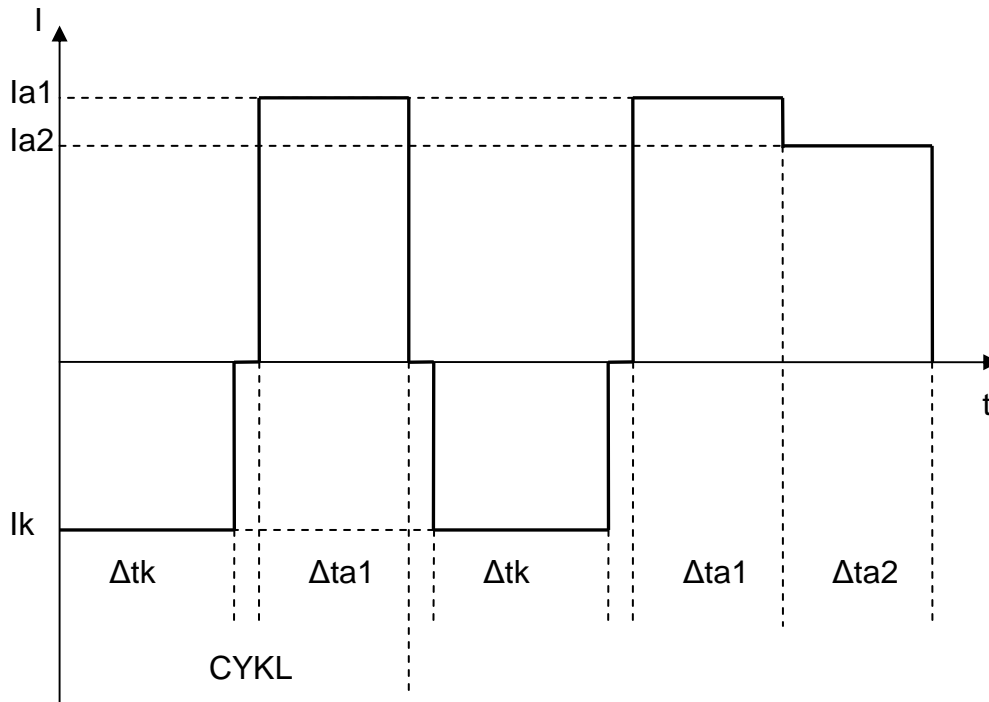 I
Ia1
Ia2
t
Ik
Δtk Δta1 Δtk Δta1 Δta2
CYKL